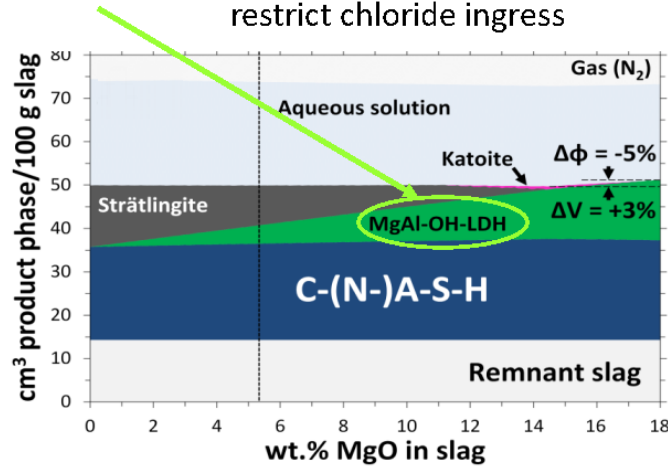 restrict chloride ingress
80
70
60
50
40
30
20
10
0
cm³ product phase/100 g slag
Gas (N₂)
Aqueous solution
Katoite
Δϕ = -5%
Strätlingite
ΔV = +3%
MgAl-OH-LDH
C-(N-)A-S-H
Remnant slag
0 2 4 6 8 10 12 14 16 18
wt.% MgO in slag